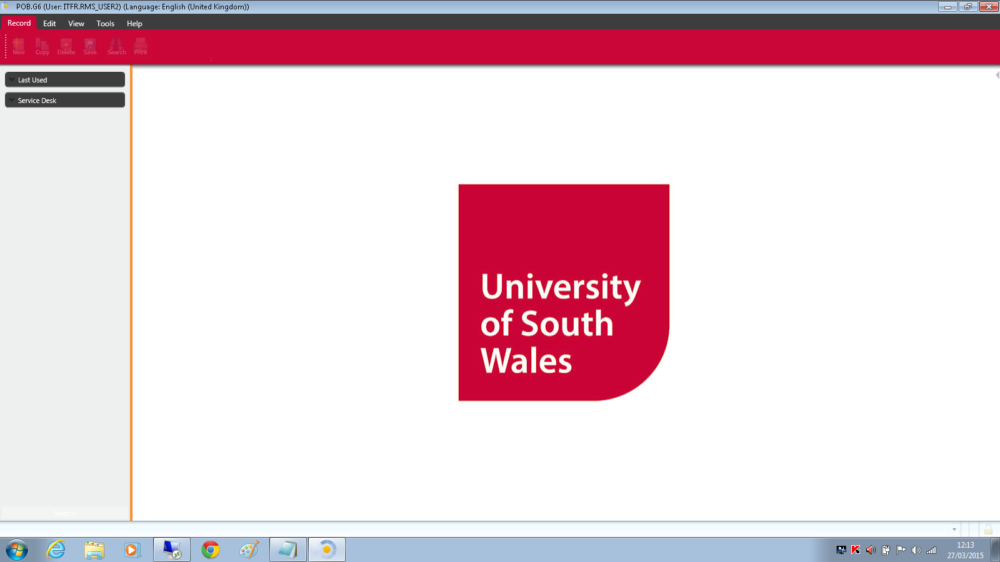 POB.G6 (User: ITFR.RMS_USER2) (Language: English (United Kingdom))
Record Edit View Tools Help
New Copy Delete Save Search Print
Last Used
Service Desk
University
of South
Wales
Search
12:13
27/03/2015